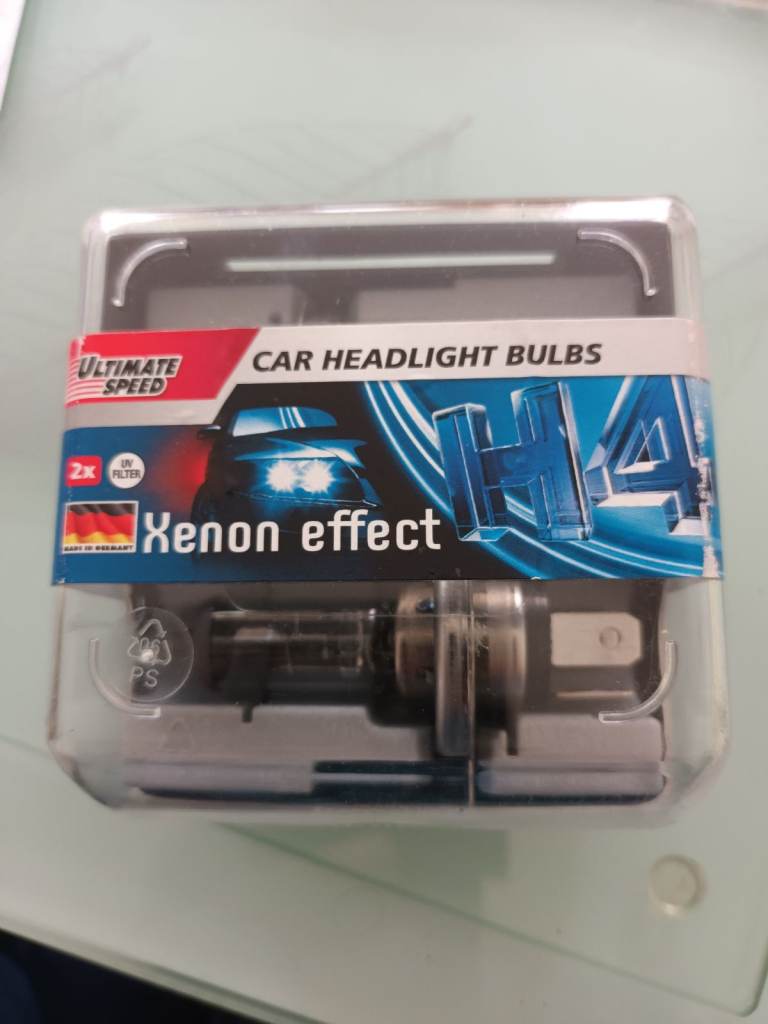 ULTIMATE
SPEED
CAR HEADLIGHT BULBS
H4
2x
UV
FILTER
MADE IN GERMANY
Xenon effect
PS